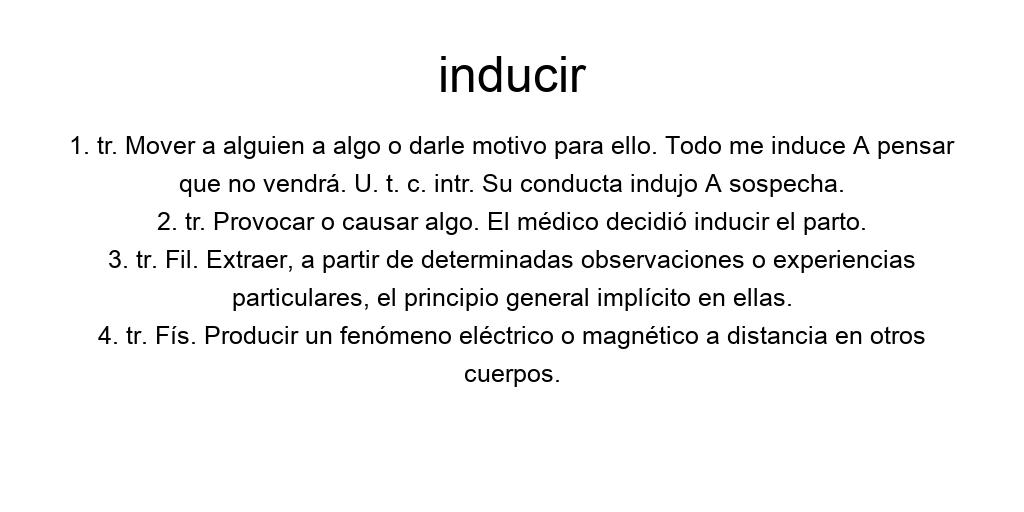 inducir
1. tr. Mover a alguien a algo o darle motivo para ello. Todo me induce A pensar
que no vendrá. U. t. c. intr. Su conducta indujo A sospecha.
2. tr. Provocar o causar algo. El médico decidió inducir el parto.
3. tr. Fil. Extraer, a partir de determinadas observaciones o experiencias
particulares, el principio general implícito en ellas.
4. tr. Fís. Producir un fenómeno eléctrico o magnético a distancia en otros
cuerpos.